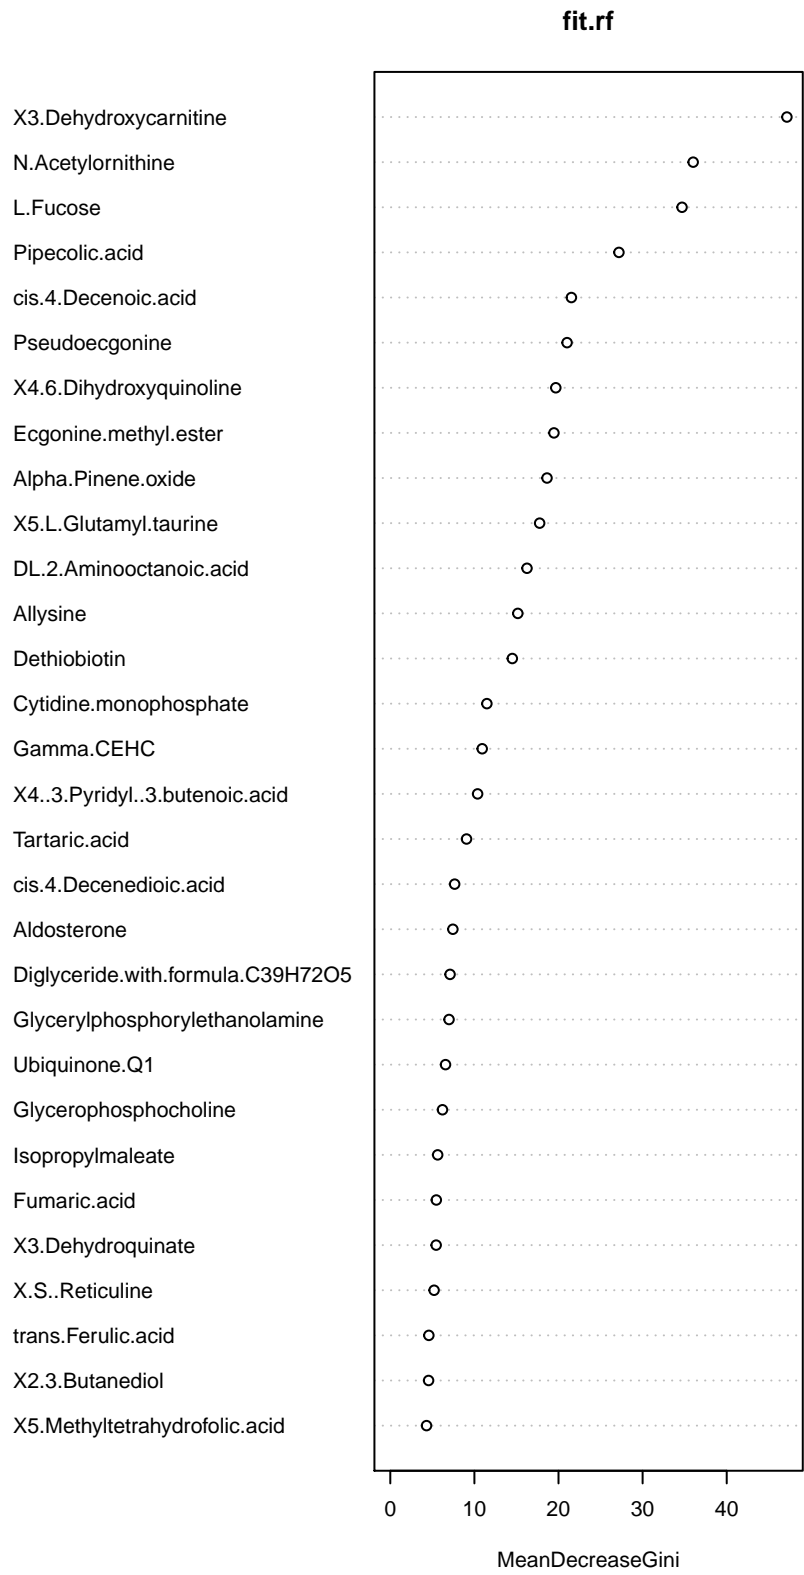 fit.rf
X3.Dehydroxycarnitine
N.Acetylornithine
L.Fucose
Pipecolic.acid
cis.4.Decenoic.acid
Pseudoecgonine
X4.6.Dihydroxyquinoline
Ecgonine.methyl.ester
Alpha.Pinene.oxide
X5.L.Glutamyl.taurine
DL.2.Aminooctanoic.acid
Allysine
Dethiobiotin
Cytidine.monophosphate
Gamma.CEHC
X4..3.Pyridyl..3.butenoic.acid
Tartaric.acid
cis.4.Decenedioic.acid
Aldosterone
Diglyceride.with.formula.C39H72O5
Glycerylphosphorylethanolamine
Ubiquinone.Q1
Glycerophosphocholine
Isopropylmaleate
Fumaric.acid
X3.Dehydroquinate
X.S..Reticuline
trans.Ferulic.acid
X2.3.Butanediol
X5.Methyltetrahydrofolic.acid
0 10 20 30 40
MeanDecreaseGini